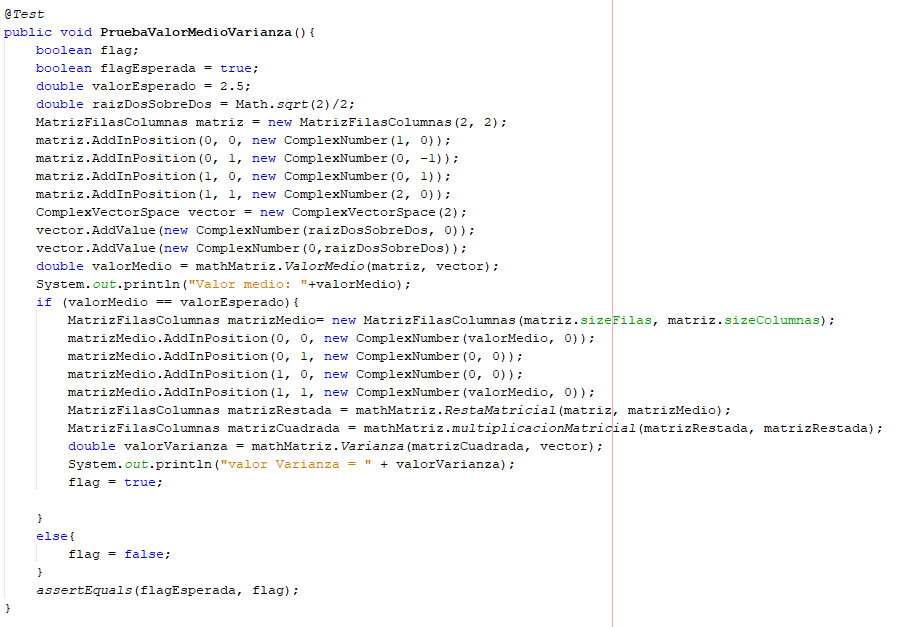 @Test
public void PruebaValorMedioVarianza(){
    boolean flag;
    boolean flagEsperada = true;
    double valorEsperado = 2.5;
    double raizDosSobreDos = Math.sqrt(2)/2;
    MatrizFilasColumnas matriz = new MatrizFilasColumnas(2, 2);
    matriz.AddInPosition(0, 0, new ComplexNumber(1, 0));
    matriz.AddInPosition(0, 1, new ComplexNumber(0, -1));
    matriz.AddInPosition(1, 0, new ComplexNumber(0, 1));
    matriz.AddInPosition(1, 1, new ComplexNumber(2, 0));
    ComplexVectorSpace vector = new ComplexVectorSpace(2);
    vector.AddValue(new ComplexNumber(raizDosSobreDos, 0));
    vector.AddValue(new ComplexNumber(0,raizDosSobreDos));
    double valorMedio = mathMatriz.ValorMedio(matriz, vector);
    System.out.println("Valor medio: "+valorMedio);
    if (valorMedio == valorEsperado){
        MatrizFilasColumnas matrizMedio= new MatrizFilasColumnas(matriz.sizeFilas, matriz.sizeColumnas);
        matrizMedio.AddInPosition(0, 0, new ComplexNumber(valorMedio, 0));
        matrizMedio.AddInPosition(0, 1, new ComplexNumber(0, 0));
        matrizMedio.AddInPosition(1, 0, new ComplexNumber(0, 0));
        matrizMedio.AddInPosition(1, 1, new ComplexNumber(valorMedio, 0));
        MatrizFilasColumnas matrizRestada = mathMatriz.RestaMatricial(matriz, matrizMedio);
        MatrizFilasColumnas matrizCuadrada = mathMatriz.multiplicacionMatricial(matrizRestada, matrizRestada);
        double valorVarianza = mathMatriz.Varianza(matrizCuadrada, vector);
        System.out.println("valor Varianza = " + valorVarianza);
        flag = true;
    }
    else{
        flag = false;
    }
    assertEquals(flagEsperada, flag);
}